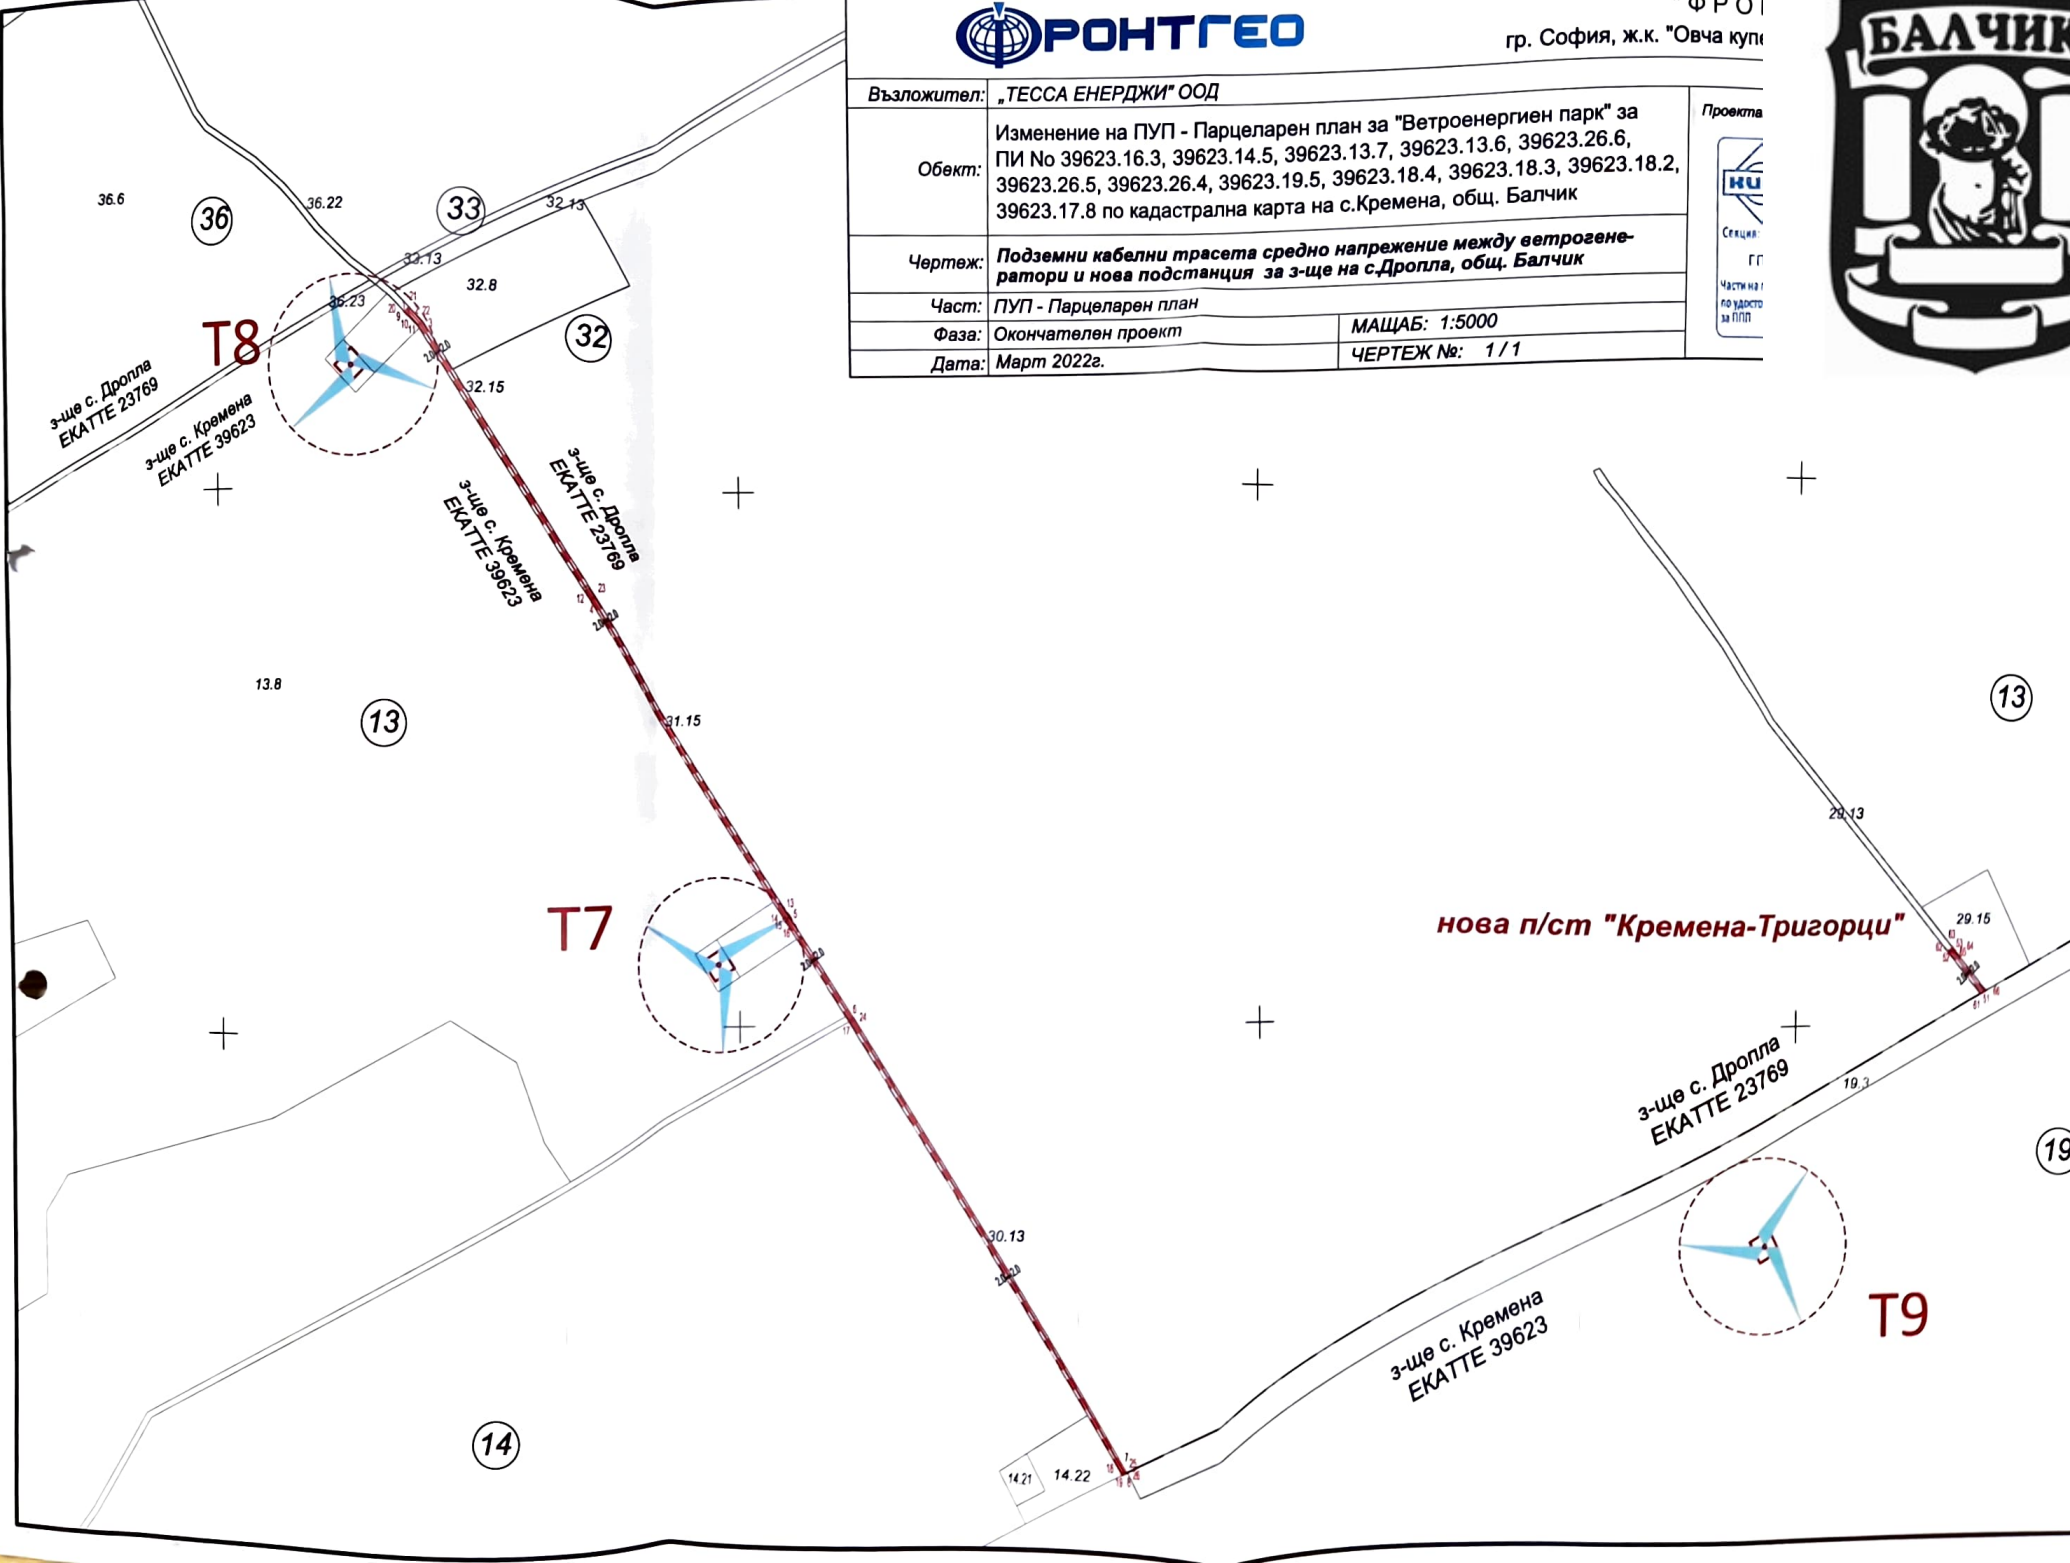 ФРОНТГЕО
гр. София, ж.к. "Овча
БАЛЧИК
Възложител: „ТЕССА ЕНЕРДЖИ" ООД
Обект: Изменение на ПУП - Парцеларен план за "Ветроенергиен парк" за
ПИ No 39623.16.3, 39623.14.5, 39623.13.7, 39623.13.6, 39623.26.6,
39623.26.5, 39623.26.4, 39623.19.5, 39623.18.4, 39623.18.3, 39623.18.2,
39623.17.8 по кадастрална карта на с.Кремена, общ. Балчик
Чертеж: Подземни кабелни трасета средно напрежение между ветрогене-
ратори и нова подстанция за з-ще на с.Дропла, общ. Балчик
Част: ПУП - Парцеларен план
Фаза: Окончателен проект
МАЩАБ: 1:5000
Дата: Март 2022г.
ЧЕРТЕЖ №: 1 / 1
Проекта
Секция:
за ППП
36.6
36
36.22
33
32.13
33.13
32.8
36.23
32
T8
32.15
з-ще с. Дропла
ЕКАТТЕ 23769
з-ще с. Кремена
ЕКАТТЕ 39623
з-ще с. Дропла
ЕКАТТЕ 23769
з-ще с. Кремена
ЕКАТТЕ 39623
13.8
13
31.15
13
29.13
T7
нова п/ст "Кремена-Тригорци"
29.15
з-ще с. Дропла
ЕКАТТЕ 23769
19.3
19
30.13
з-ще с. Кремена
ЕКАТТЕ 39623
T9
14
14.21
14.22